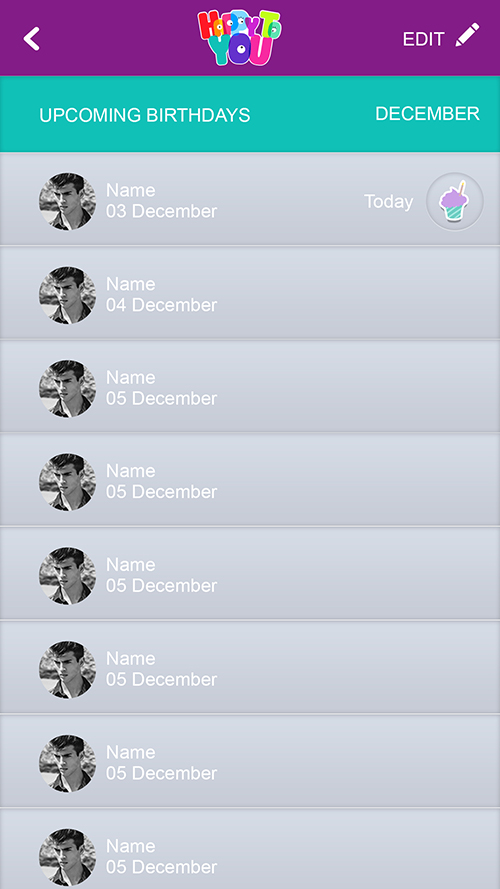 Happy To
YOU
EDIT
UPCOMING BIRTHDAYS
DECEMBER
Name
03 December
Today
Name
04 December
Name
05 December
Name
05 December
Name
05 December
Name
05 December
Name
05 December
Name
05 December